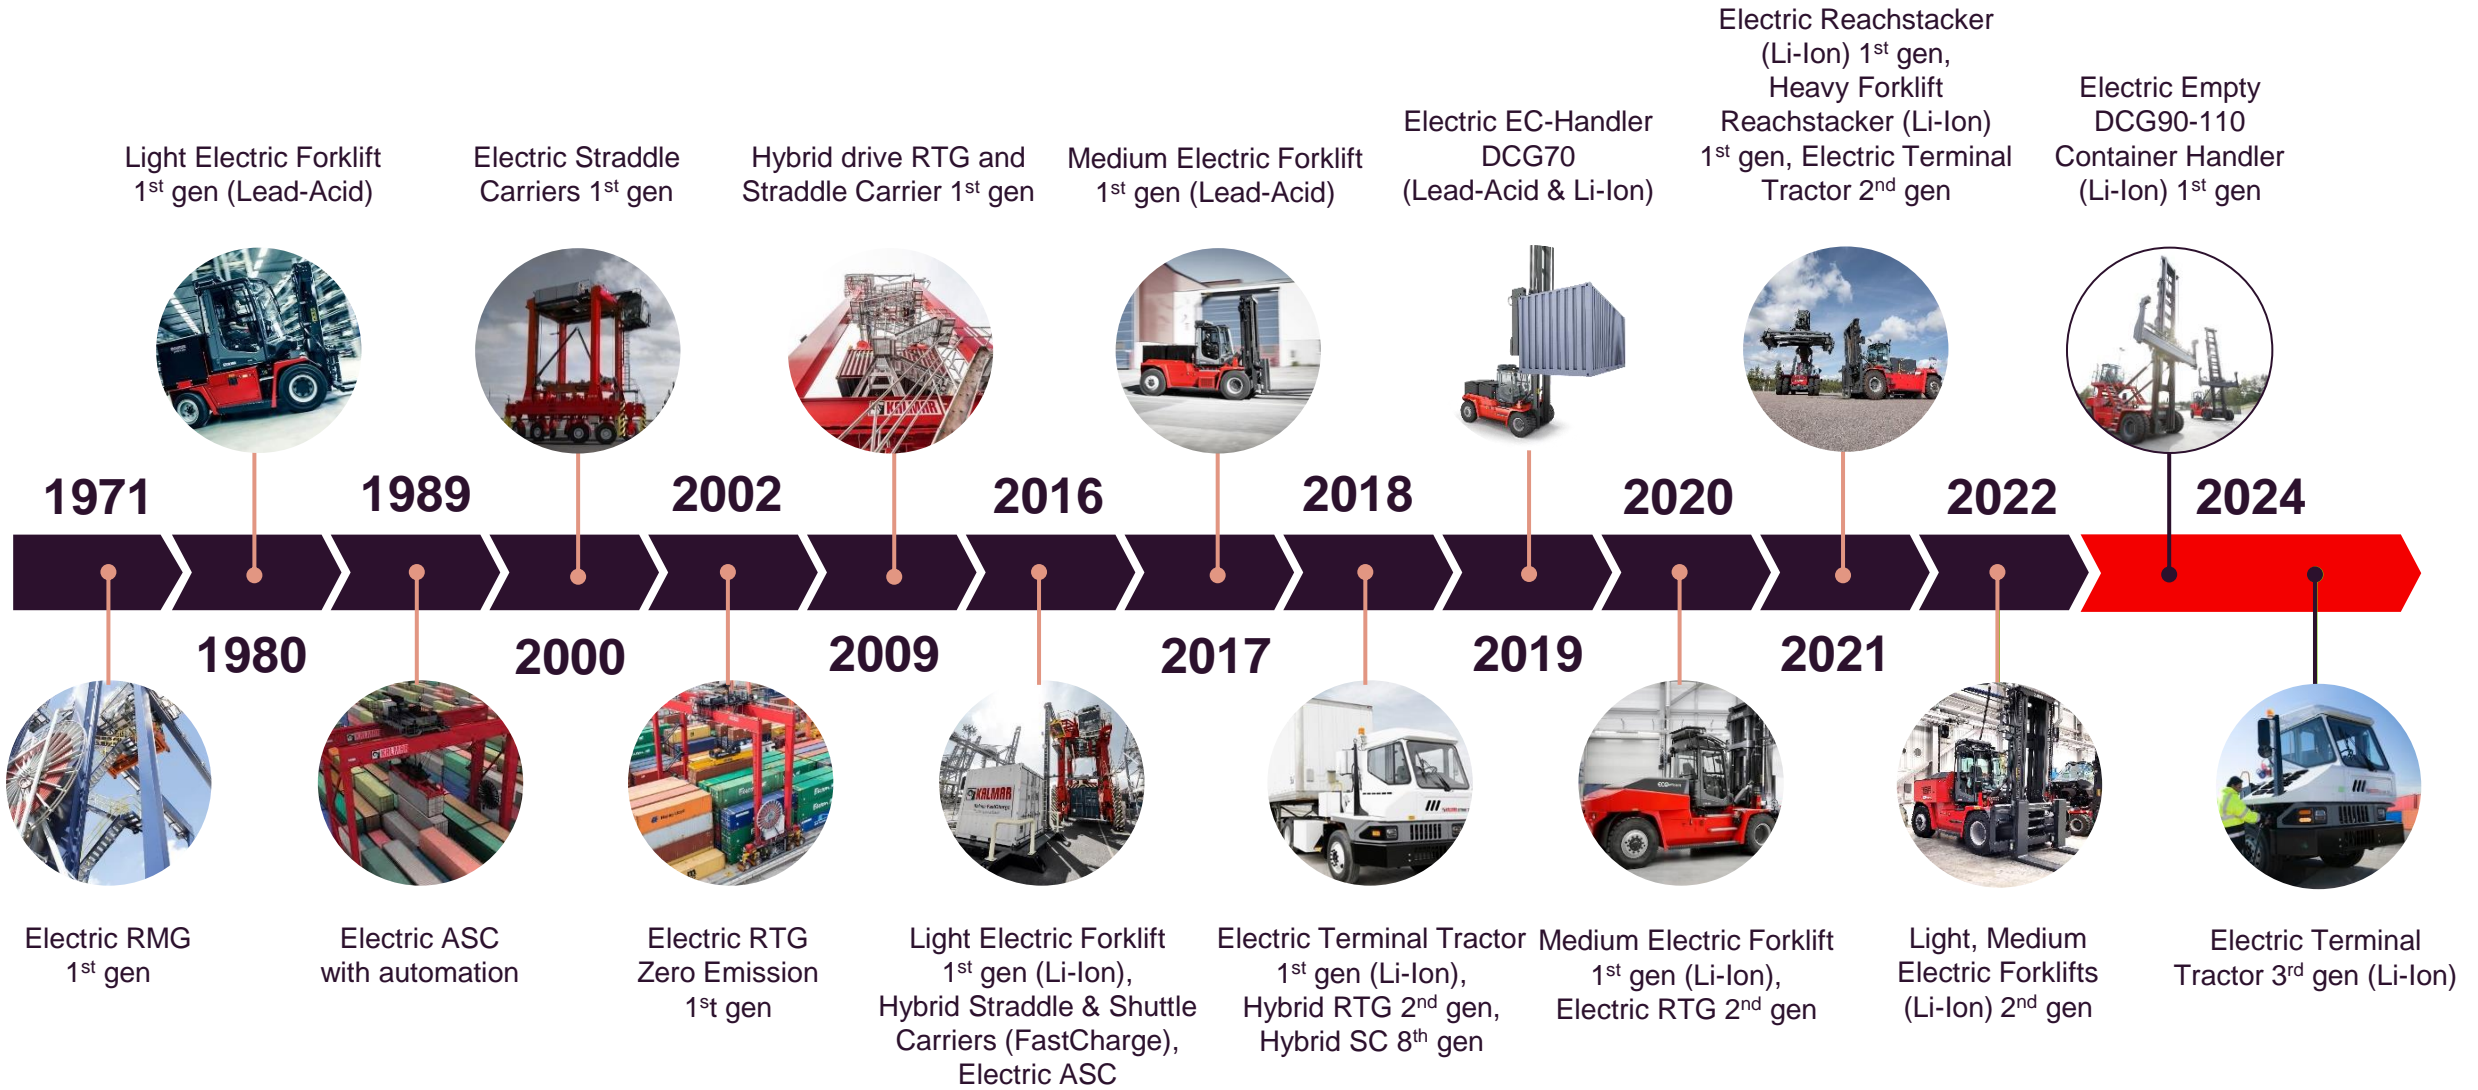 Light Electric Forklift
1st gen (Lead-Acid)
Electric Straddle
Carriers 1st gen
Hybrid drive RTG and
Straddle Carrier 1st gen
Medium Electric Forklift
1st gen (Lead-Acid)
Electric EC-Handler
DCG70
(Lead-Acid & Li-Ion)
Electric Reachstacker
(Li-Ion) 1st gen,
Heavy Forklift
Reachstacker (Li-Ion)
1st gen, Electric Terminal
Tractor 2nd gen
Electric Empty
DCG90-110
Container Handler
(Li-Ion) 1st gen
KALMAR
1971
1989
2002
2016
2018
2020
2022
2024
1980
2000
2009
2017
2019
2021
KALMAR
KALMAR
KALMAR
Electric RMG
1st gen
Electric ASC
with automation
Electric RTG
Zero Emission
1st gen
Light Electric Forklift
1st gen (Li-Ion),
Hybrid Straddle & Shuttle
Carriers (FastCharge),
Electric ASC
Electric Terminal Tractor
1st gen (Li-Ion),
Hybrid RTG 2nd gen,
Hybrid SC 8th gen
Medium Electric Forklift
1st gen (Li-Ion),
Electric RTG 2nd gen
Light, Medium
Electric Forklifts
(Li-Ion) 2nd gen
Electric Terminal
Tractor 3rd gen (Li-Ion)